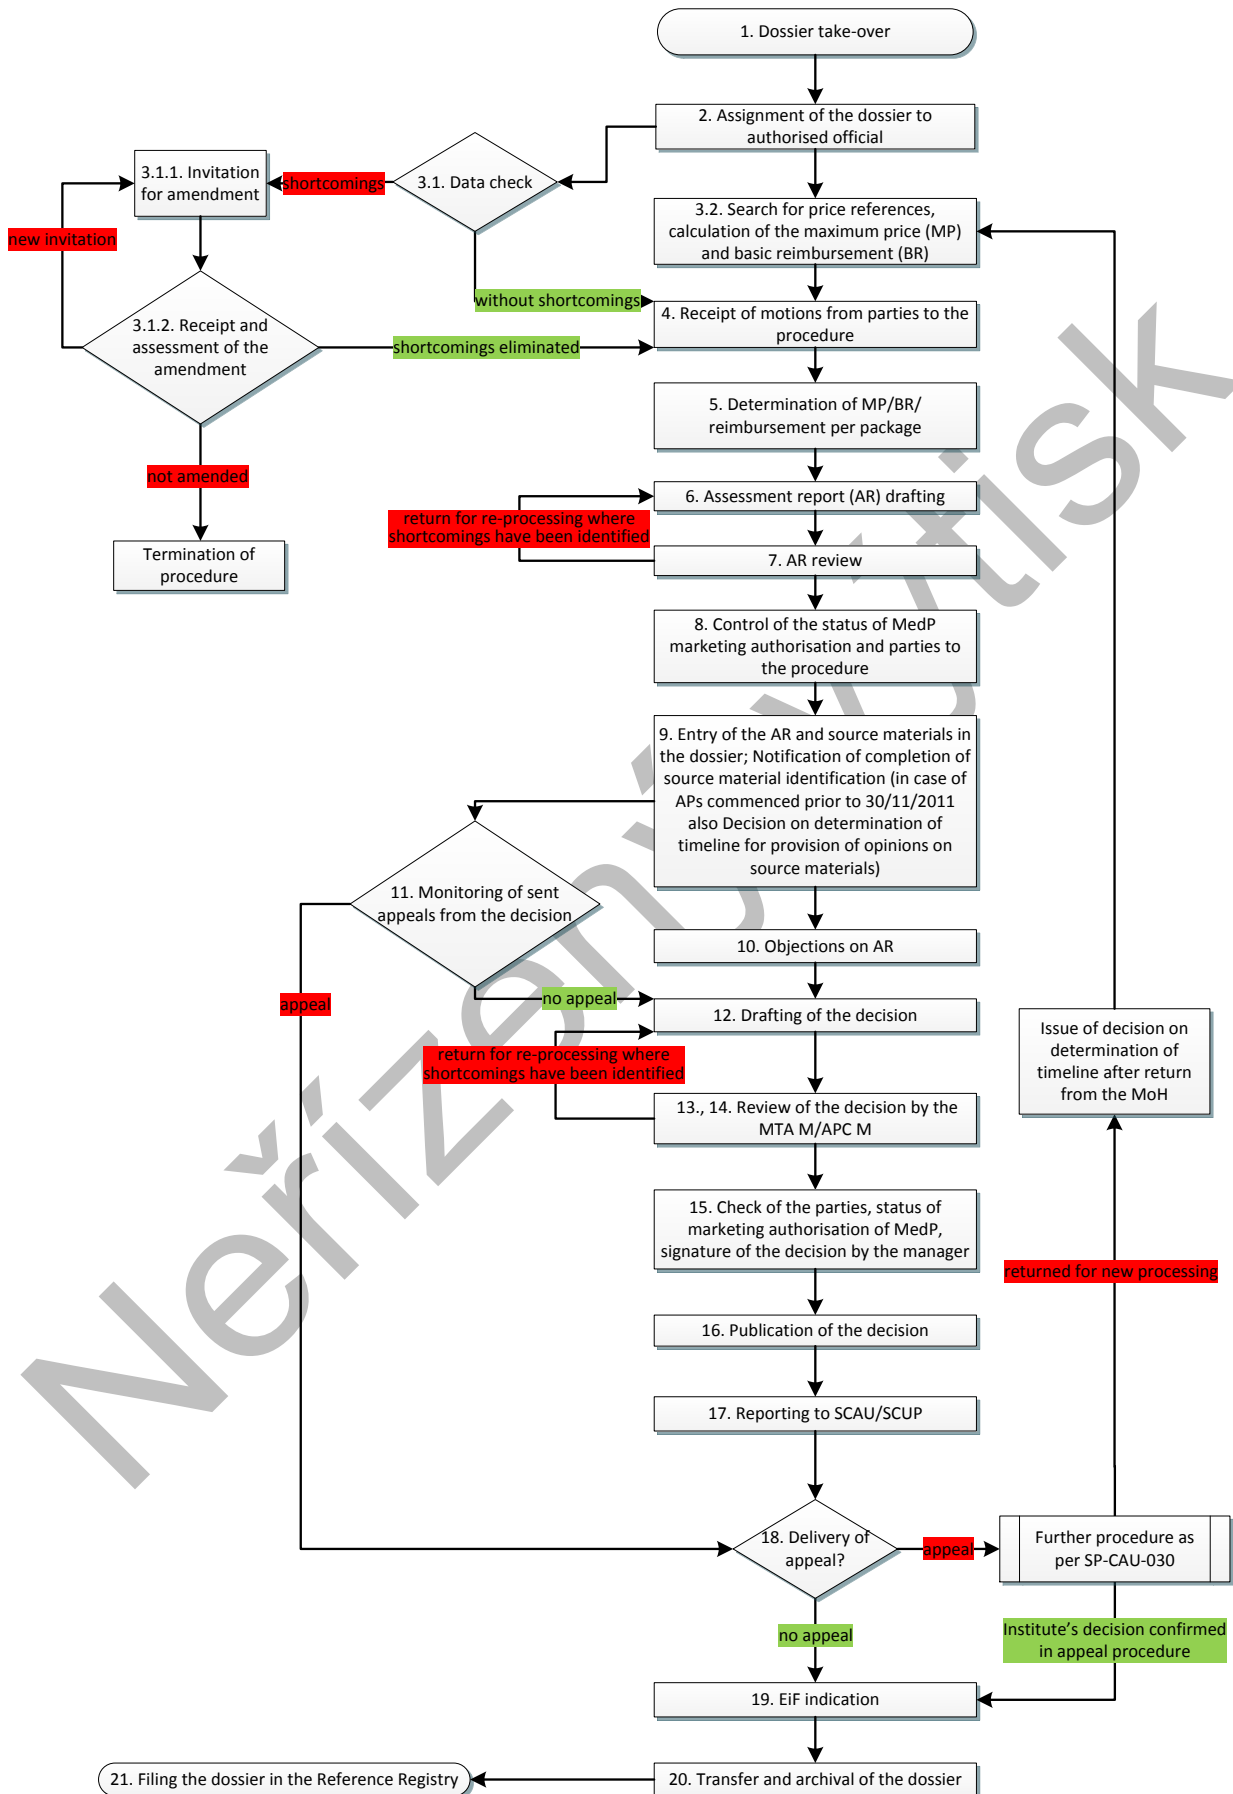 1. Dossier take-over
2. Assignment of the dossier to
authorised official
3.1.1. Invitation
for amendment
shortcomings
3.1. Data check
3.2. Search for price references,
calculation of the maximum price (MP)
and basic reimbursement (BR)
new invitation
without shortcomings
3.1.2. Receipt and
assessment of the
amendment
shortcomings eliminated
4. Receipt of motions from parties to the
procedure
5. Determination of MP/BR/
reimbursement per package
not amended
6. Assessment report (AR) drafting
return for re-processing where
shortcomings have been identified
Termination of
procedure
7. AR review
8. Control of the status of MedP
marketing authorisation and parties to
the procedure
9. Entry of the AR and source materials in
the dossier; Notification of completion of
source material identification (in case of
APs commenced prior to 30/11/2011
also Decision on determination of
timeline for provision of opinions on
source materials)
11. Monitoring of sent
appeals from the decision
10. Objections on AR
appeal
no appeal
12. Drafting of the decision
Issue of decision on
determination of
timeline after return
from the MoH
return for re-processing where
shortcomings have been identified
13., 14. Review of the decision by the
MTA M/APC M
15. Check of the parties, status of
marketing authorisation of MedP,
signature of the decision by the manager
returned for new processing
16. Publication of the decision
17. Reporting to SCAU/SCUP
18. Delivery of
appeal?
appeal
Further procedure as
per SP-CAU-030
no appeal
Institute's decision confirmed
in appeal procedure
19. EiF indication
21. Filing the dossier in the Reference Registry
20. Transfer and archival of the dossier
Neřízený výtisk